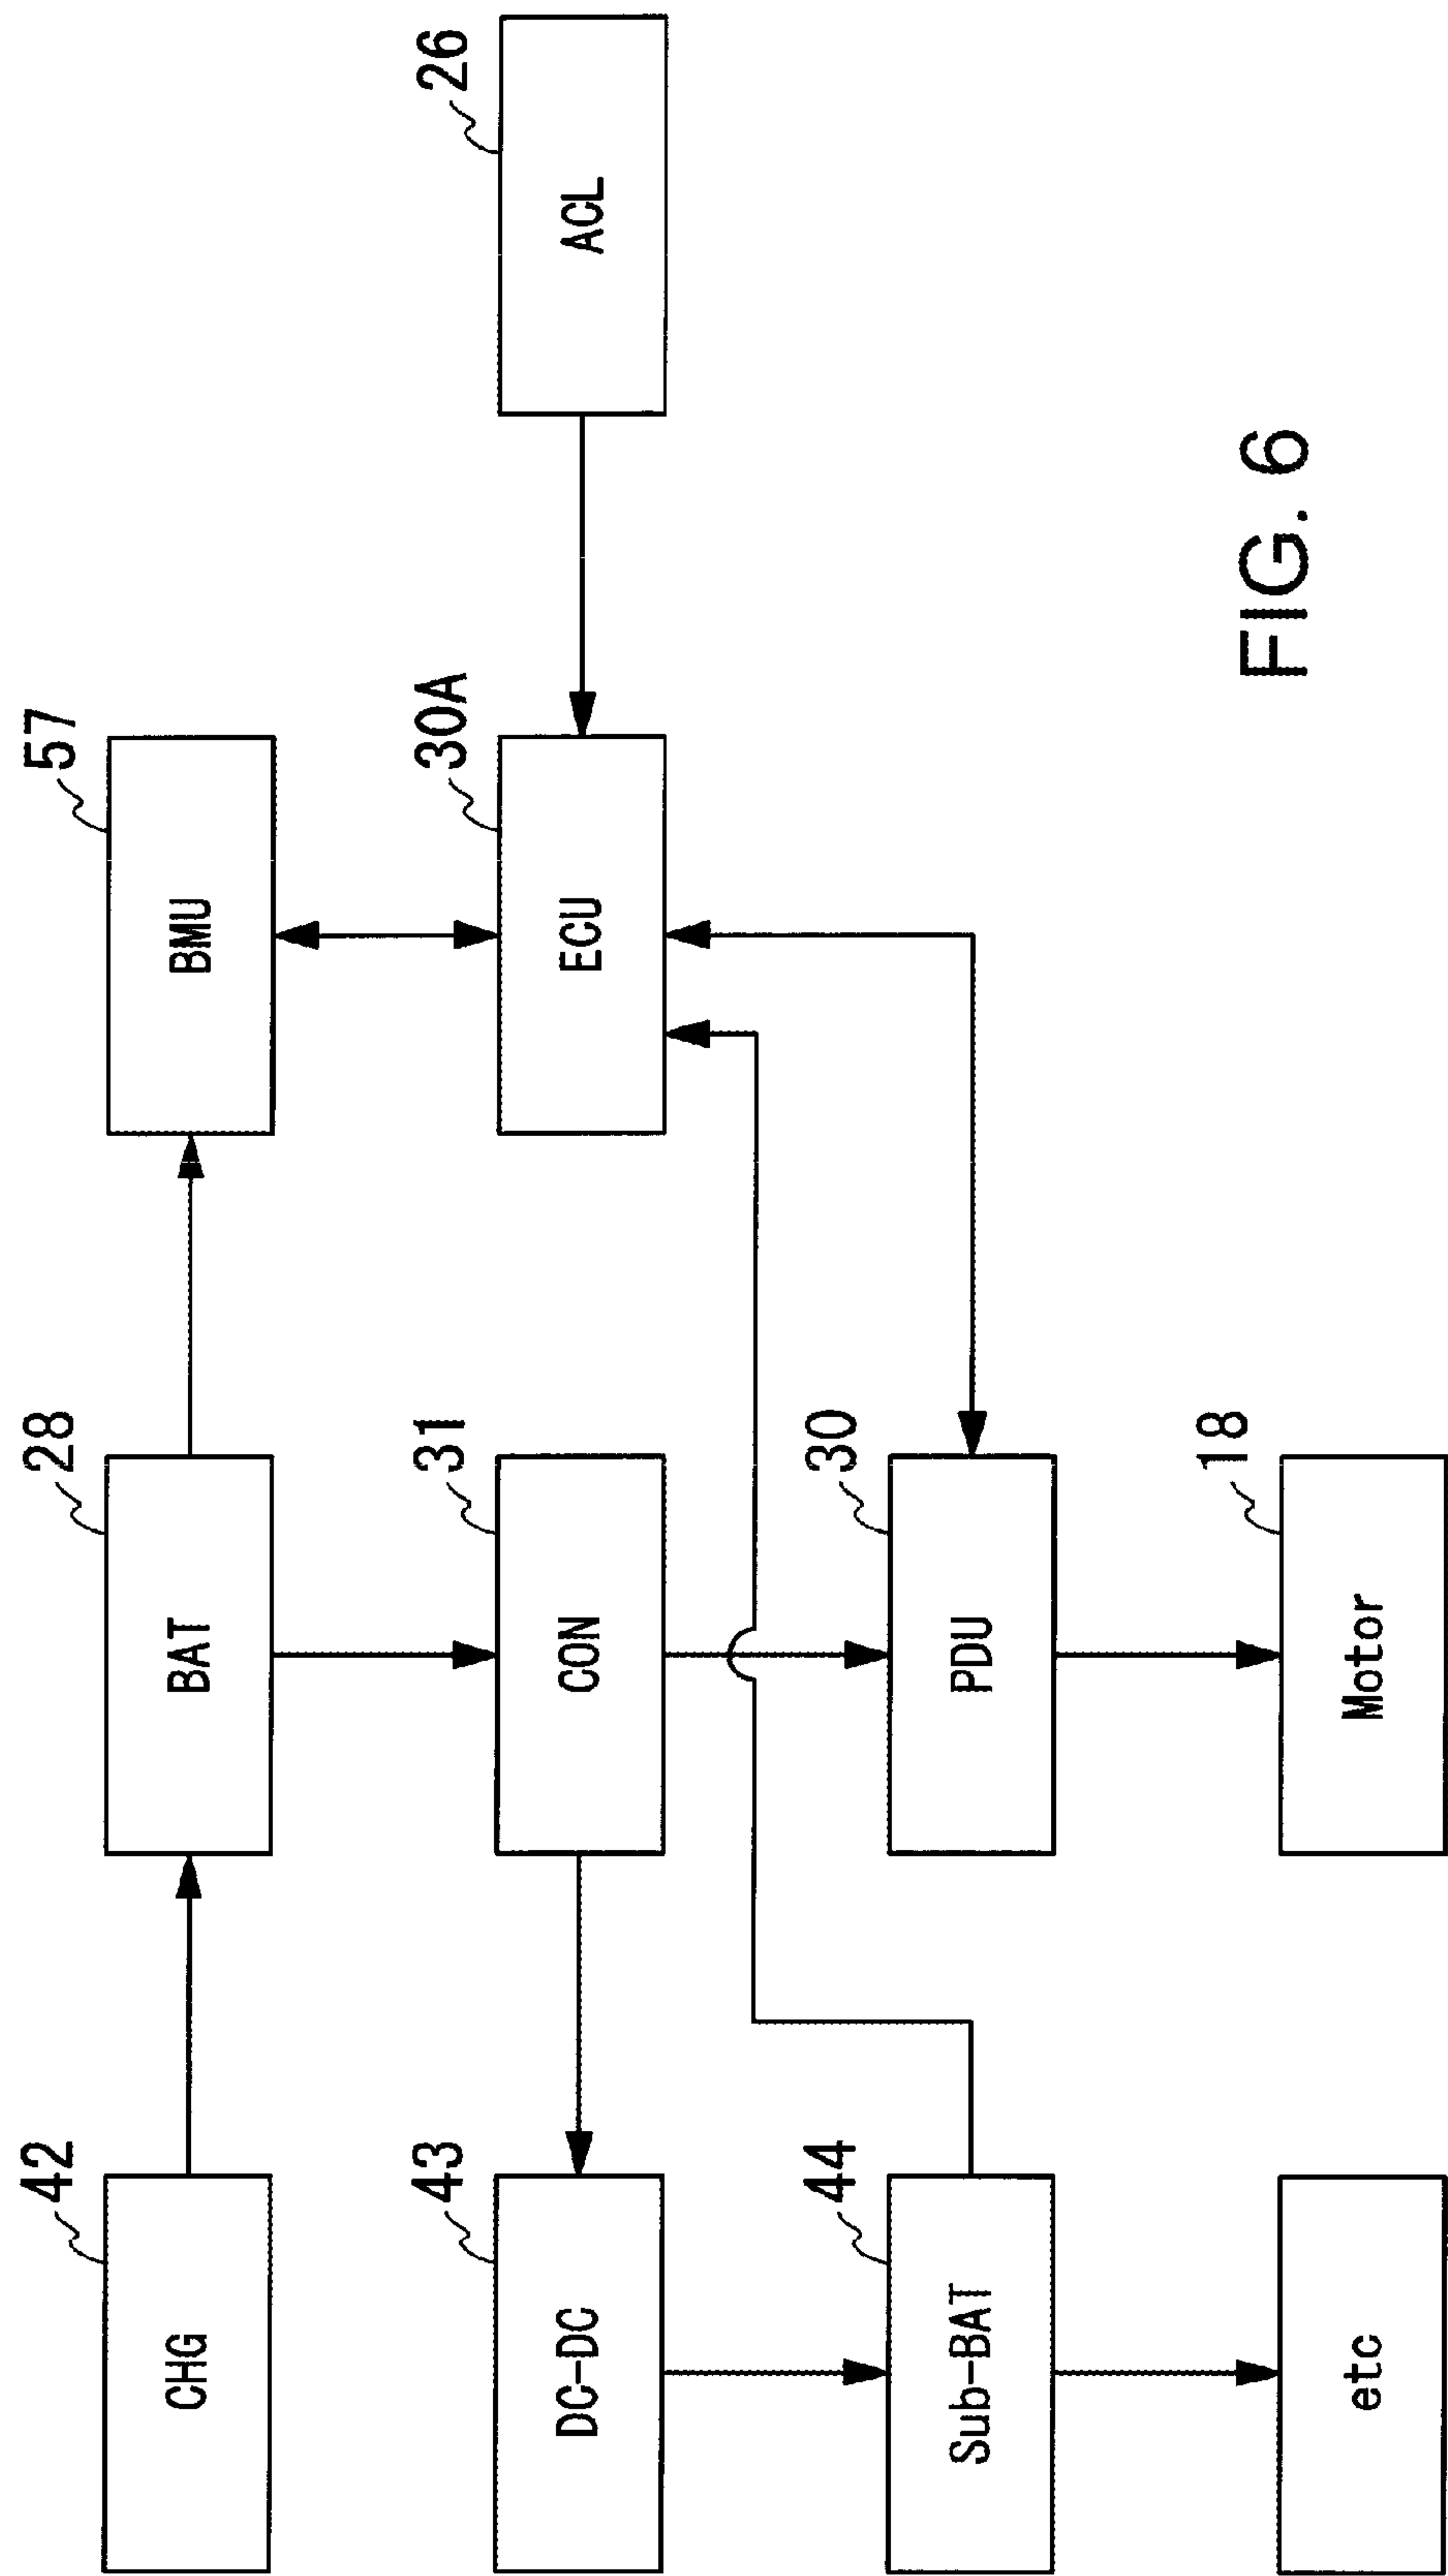 42
CHG
28
BAT
57
BMU
43
DC-DC
31
CON
30A
ECU
26
ACL
44
Sub-BAT
30
PDU
etc
18
Motor
FIG. 6